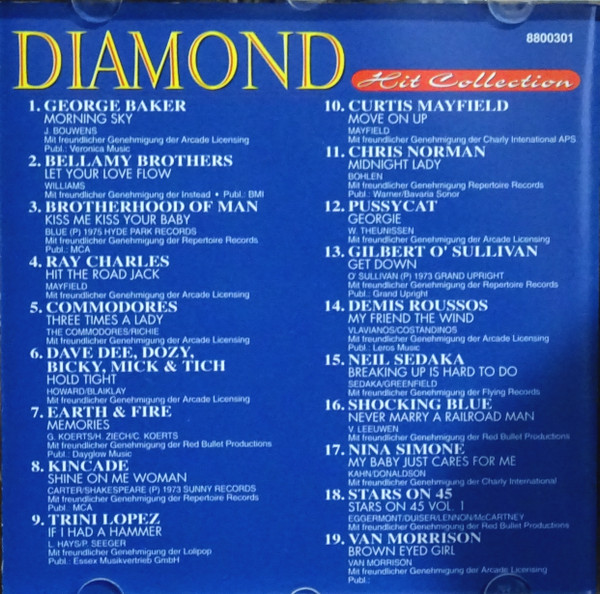 8800301
DIAMOND
Hit Collection
1. GEORGE BAKER
MORNING SKY
J. BOUWENS
Mit freundlicher Genehmigung der Arcade Licensing
Publ.: Veronica Music
2. BELLAMY BROTHERS
LET YOUR LOVE FLOW
WILLIAMS
Mit freundlicher Genehmigung der Instead • Publ.: BMI
3. BROTHERHOOD OF MAN
KISS ME KISS YOUR BABY
BLUE (P) 1975 HYDE PARK RECORDS
Mit freundlicher Genehmigung der Repertoire Records
Publ.: MCA
4. RAY CHARLES
HIT THE ROAD JACK
MAYFIELD
Mit freundlicher Genehmigung der Arcade Licensing
5. COMMODORES
THREE TIMES A LADY
THE COMMODORES/RICHIE
Mit freundlicher Genehmigung der Arcade Licensing
6. DAVE DEE, DOZY,
BICKY, MICK & TICH
HOLD TIGHT
HOWARD/BLAIKLAY
Mit freundlicher Genehmigung der Arcade Licensing
7. EARTH & FIRE
MEMORIES
G. KOERTS/H. ZIECH/C. KOERTS
Mit freundlicher Genehmigung der Red Bullet Productions
Publ.: Dayglow Music
8. KINCADE
SHINE ON ME WOMAN
CARTER/SHAKESPEARE (P) 1973 SUNNY RECORDS
Mit freundlicher Genehmigung der Repertoire Records
Publ.. MCA
9. TRINI LOPEZ
IF I HAD A HAMMER
L. HAYS/P. SEEGER
Mit freundlicher Genehmigung der Lolipop
Publ.: Essex Musikvertrieb GmbH
10. CURTIS MAYFIELD
MOVE ON UP
MAYFIELD
Mit freundlicher Genehmigung der Charly Intenational APS
11. CHRIS NORMAN
MIDNIGHT LADY
BOHLEN
Mit freundlicher Genehmigung Repertoire Records
Publ.: Warner/Bavaria Sonor
12. PUSSYCAT
GEORGIE
W. THEUNISSEN
Mit freundlicher Genehmigung der Arcade Licensing
13. GILBERT O' SULLIVAN
GET DOWN
O' SULLIVAN (P) 1973 GRAND UPRIGHT
Mit freundlicher Genehmigung der Repertoire Records
Publ.: Grand Upright
14. DEMIS ROUSSOS
MY FRIEND THE WIND
VLAVIANOS/COSTANDINOS
Mit freundlicher Genehmigung der Arcade Licensing
Publ.: Leros Music
15. NEIL SEDAKA
BREAKING UP IS HARD TO DO
SEDAKA/GREENFIELD
Mit freundlicher Genehmigung der Flying Records
16. SHOCKING BLUE
NEVER MARRY A RAILROAD MAN
V. LEEUWEN
Mit freundlicher Genehmigung der Red Bullet Productions
17. NINA SIMONE
MY BABY JUST CARES FOR ME
KAHN/DONALDSON
Mit freundlicher Genehmigung der Charly International
18. STARS ON 45
STARS ON 45 VOL. 1
EGGERMONT/DUISER/LENNON/McCARTNEY
Mit freundlicher Genehmigung der Red Bullet Productions
19. VAN MORRISON
BROWN EYED GIRL
VAN MORRISON
Mit freundlicher Genehmigung der Arcade Licensing
Publ.: